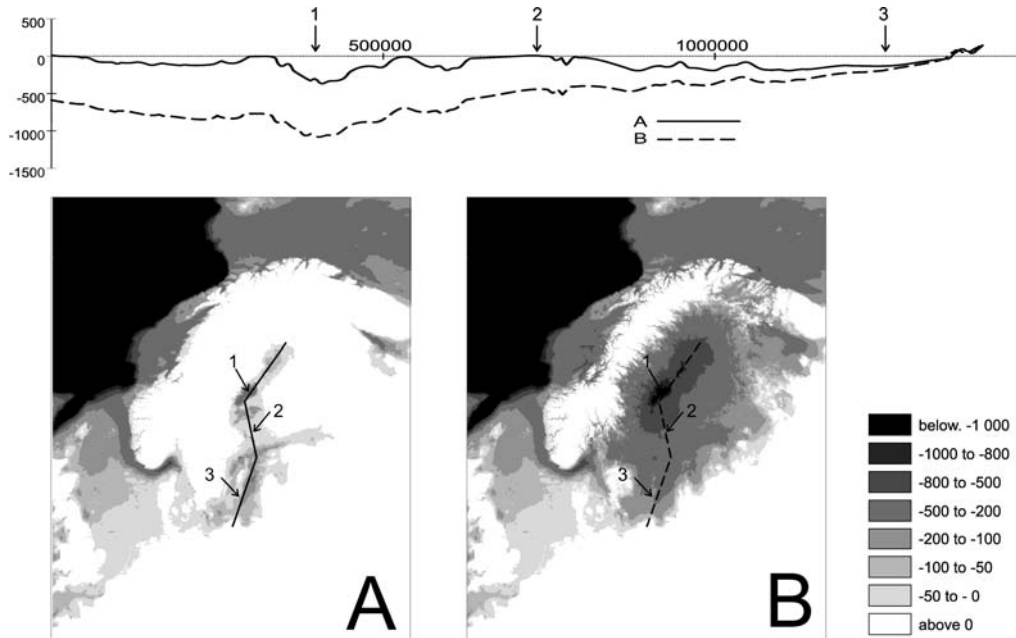 1 2 3
500
500000 1000000
0
-500
A
B
-1000
-1500
1
2
3
A
1
2
3
B
below. -1 000
-1000 to -800
-800 to -500
-500 to -200
-200 to -100
-100 to -50
-50 to - 0
above 0